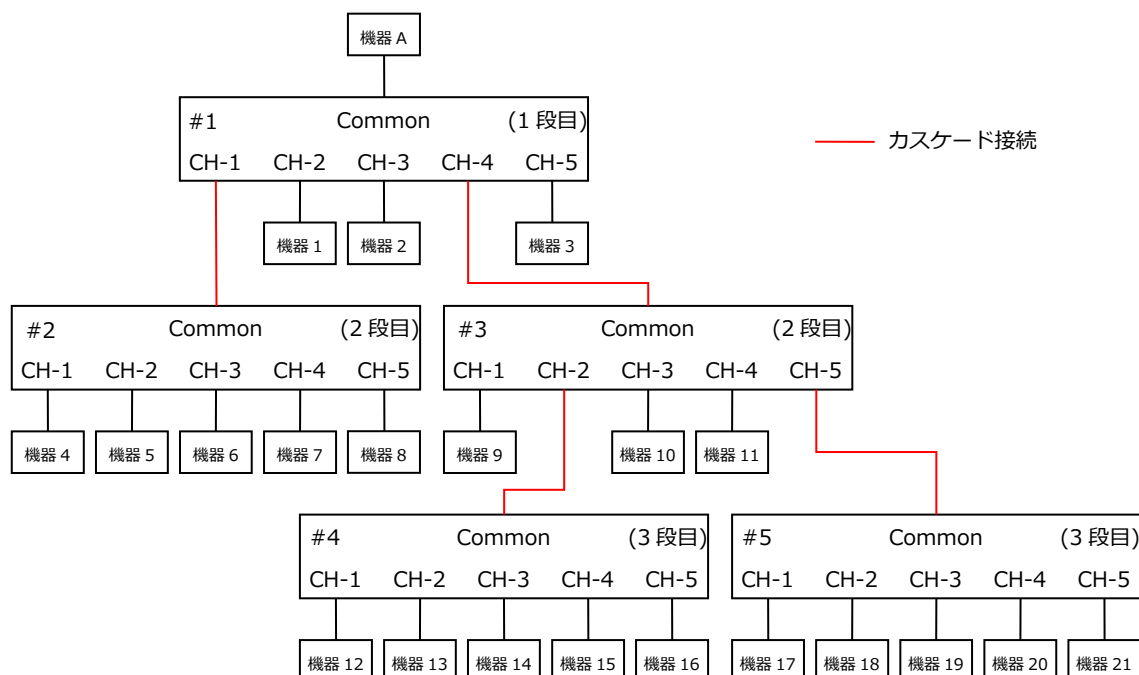 機器 A
#1 Common (1 段目)
CH-1 CH-2 CH-3 CH-4 CH-5
カスケード接続
機器 1 機器 2 機器 3
#2 Common (2 段目)
CH-1 CH-2 CH-3 CH-4 CH-5
#3 Common (2 段目)
CH-1 CH-2 CH-3 CH-4 CH-5
機器 4 機器 5 機器 6 機器 7 機器 8
機器 9 機器 10 機器 11
#4 Common (3 段目)
CH-1 CH-2 CH-3 CH-4 CH-5
#5 Common (3 段目)
CH-1 CH-2 CH-3 CH-4 CH-5
機器 12 機器 13 機器 14 機器 15 機器 16
機器 17 機器 18 機器 19 機器 20 機器 21